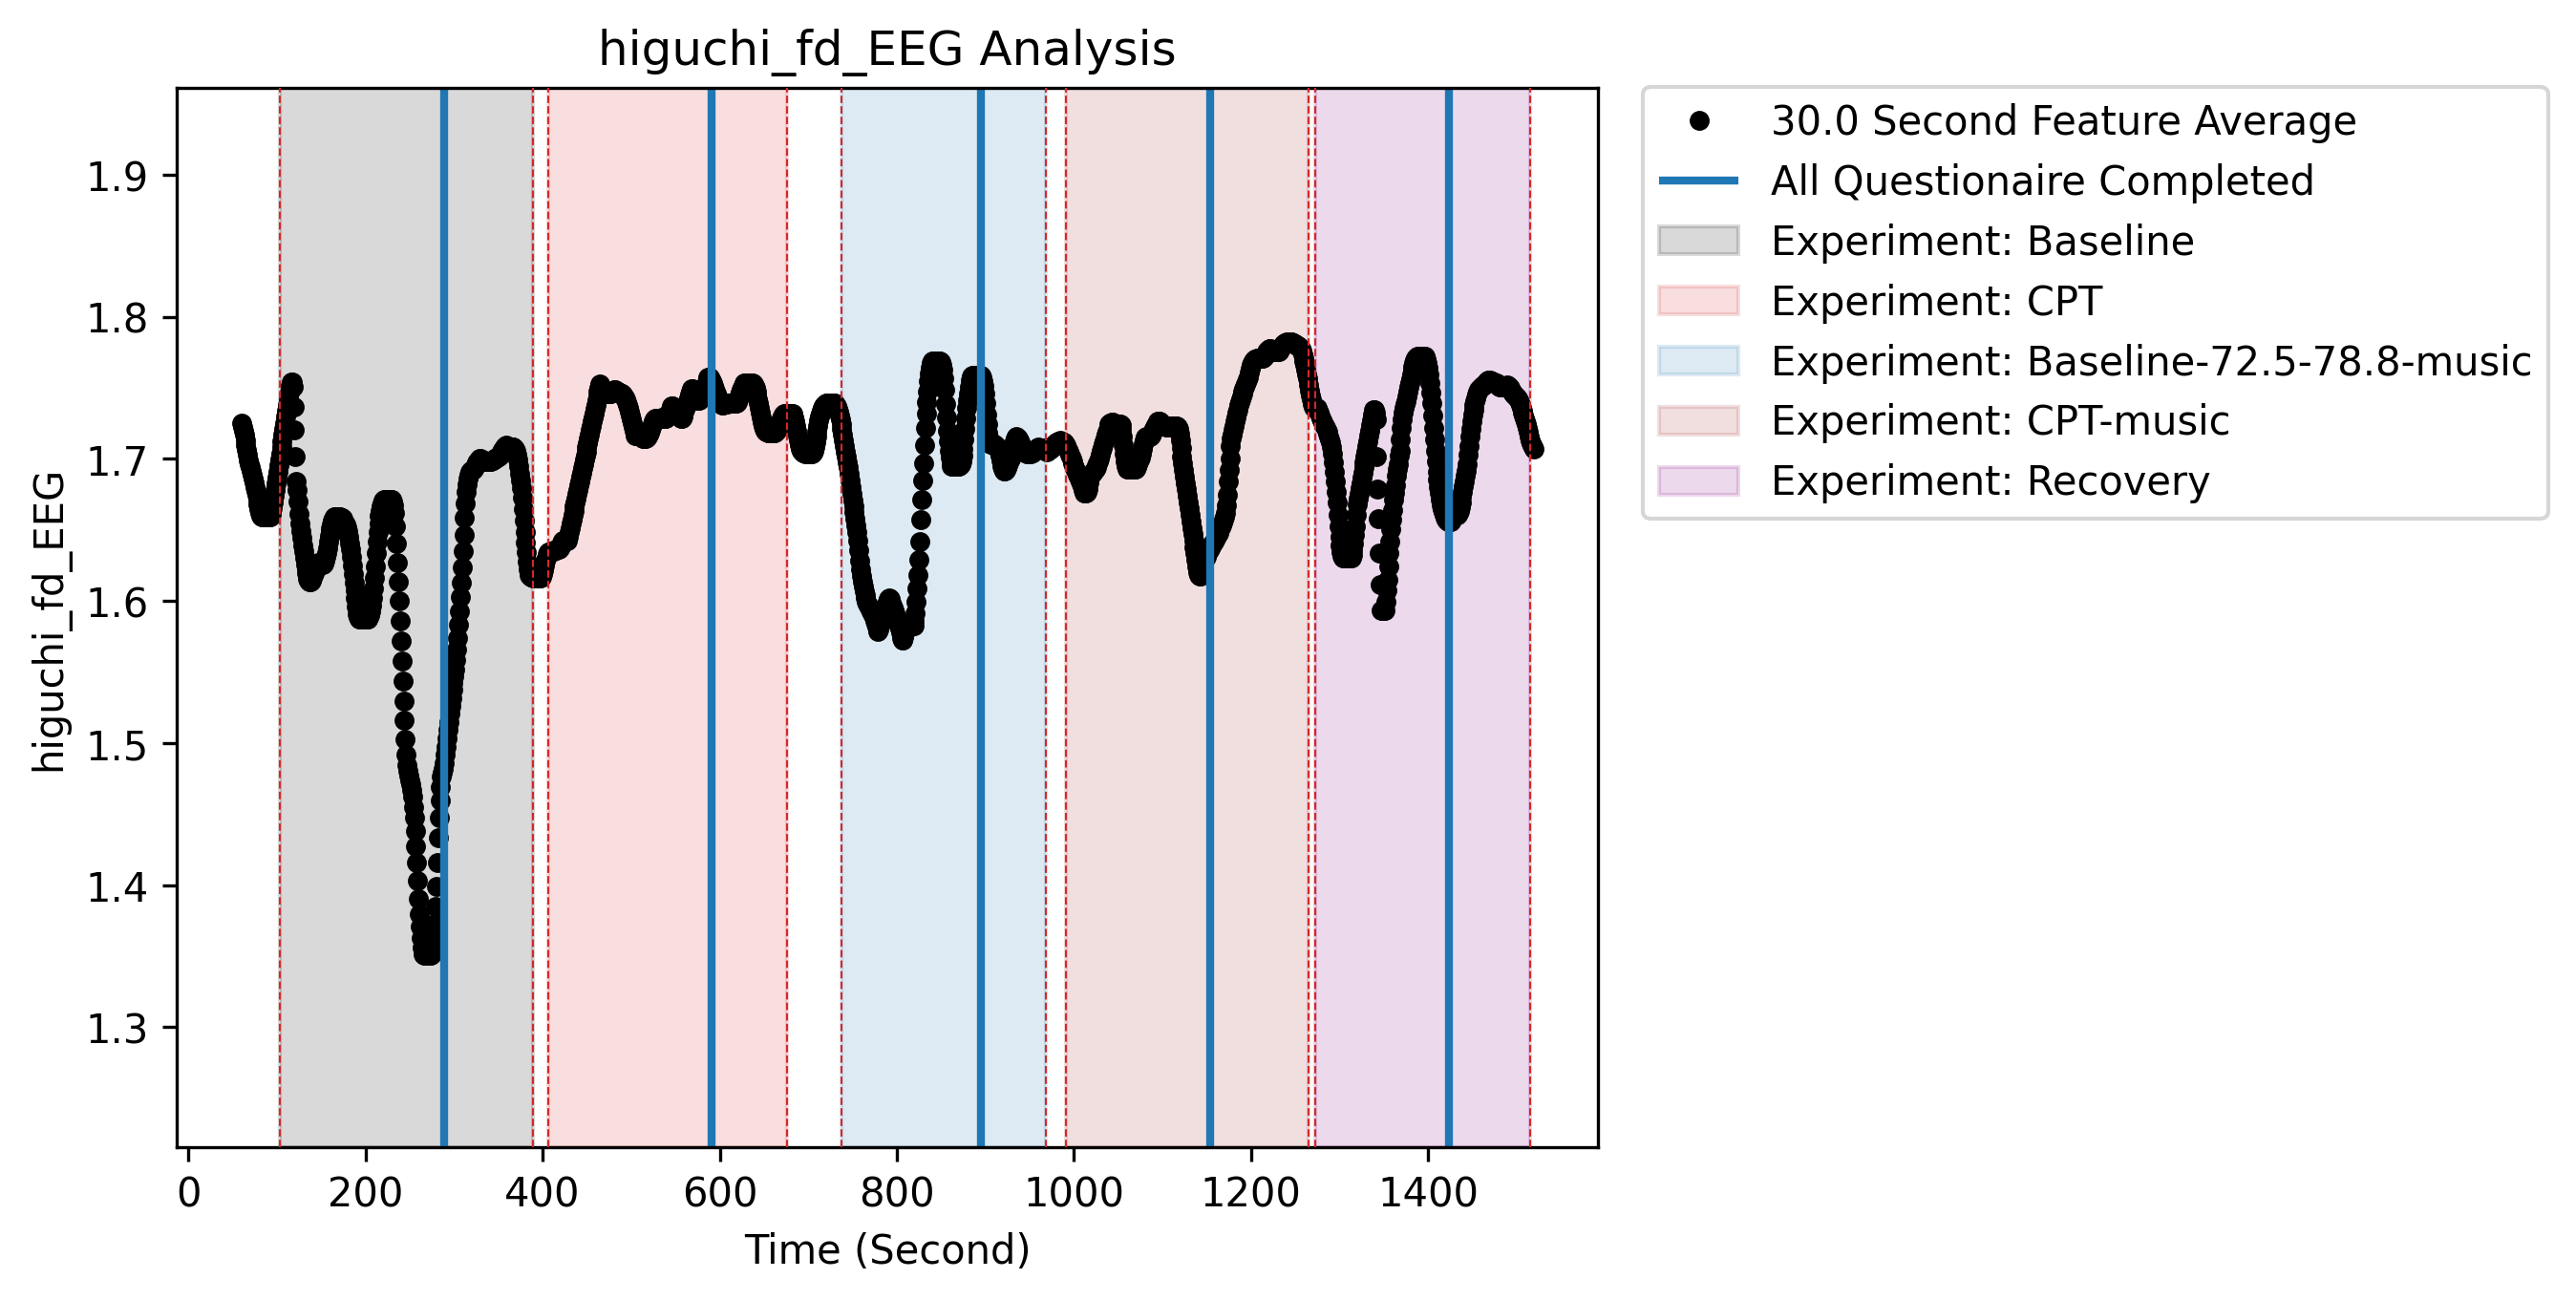 higuchi_fd_EEG Analysis
higuchi_fd_EEG
1.9
1.8
1.7
1.6
1.5
1.4
1.3
0 200 400 600 800 1000 1200 1400
Time (Second)
30.0 Second Feature Average
All Questionaire Completed
Experiment: Baseline
Experiment: CPT
Experiment: Baseline-72.5-78.8-music
Experiment: CPT-music
Experiment: Recovery